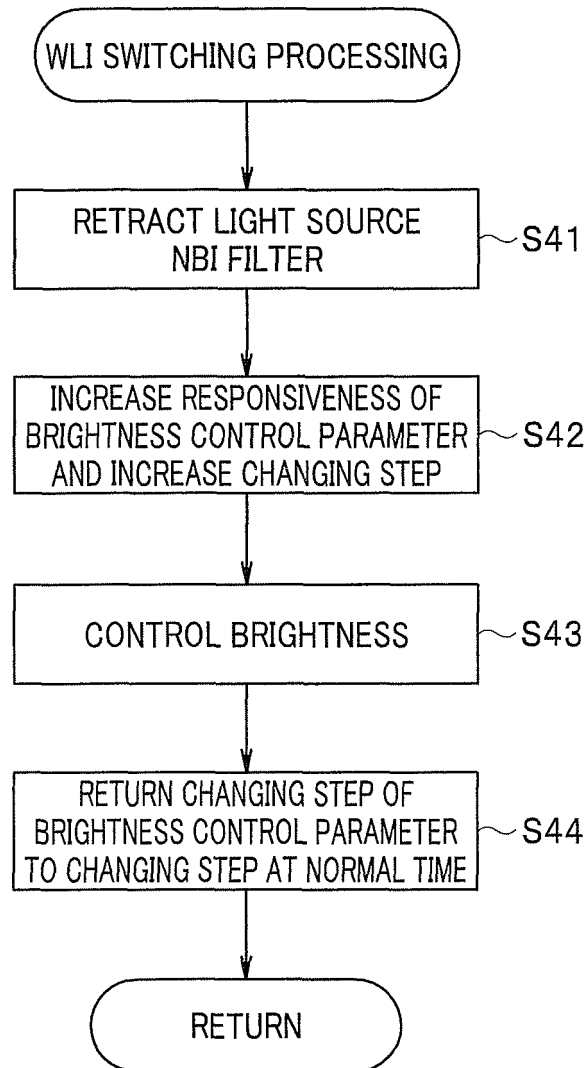 WLI SWITCHING PROCESSING
RETRACT LIGHT SOURCE
NBI FILTER
S41
INCREASE RESPONSIVENESS OF
BRIGHTNESS CONTROL PARAMETER
AND INCREASE CHANGING STEP
S42
CONTROL BRIGHTNESS
S43
RETURN CHANGING STEP OF
BRIGHTNESS CONTROL PARAMETER
TO CHANGING STEP AT NORMAL TIME
S44
RETURN